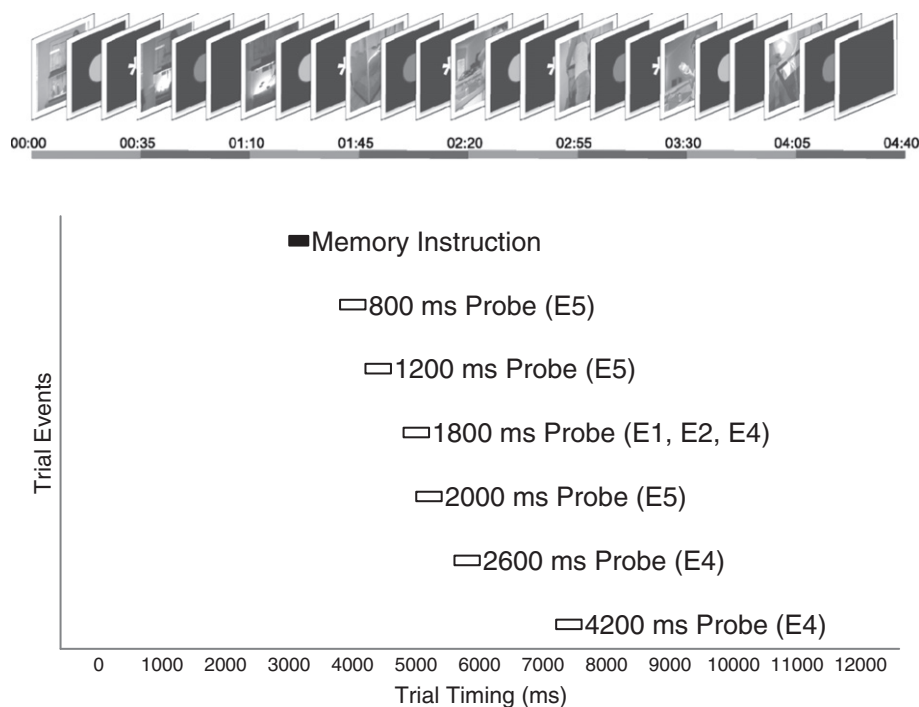 00:00 00:35 01:10 01:45 02:20 02:55 03:30 04:05 04:40
Memory Instruction
800 ms Probe (E5)
1200 ms Probe (E5)
1800 ms Probe (E1, E2, E4)
2000 ms Probe (E5)
2600 ms Probe (E4)
4200 ms Probe (E4)
Trial Events
0 1000 2000 3000 4000 5000 6000 7000 8000 9000 10000 11000 12000
Trial Timing (ms)